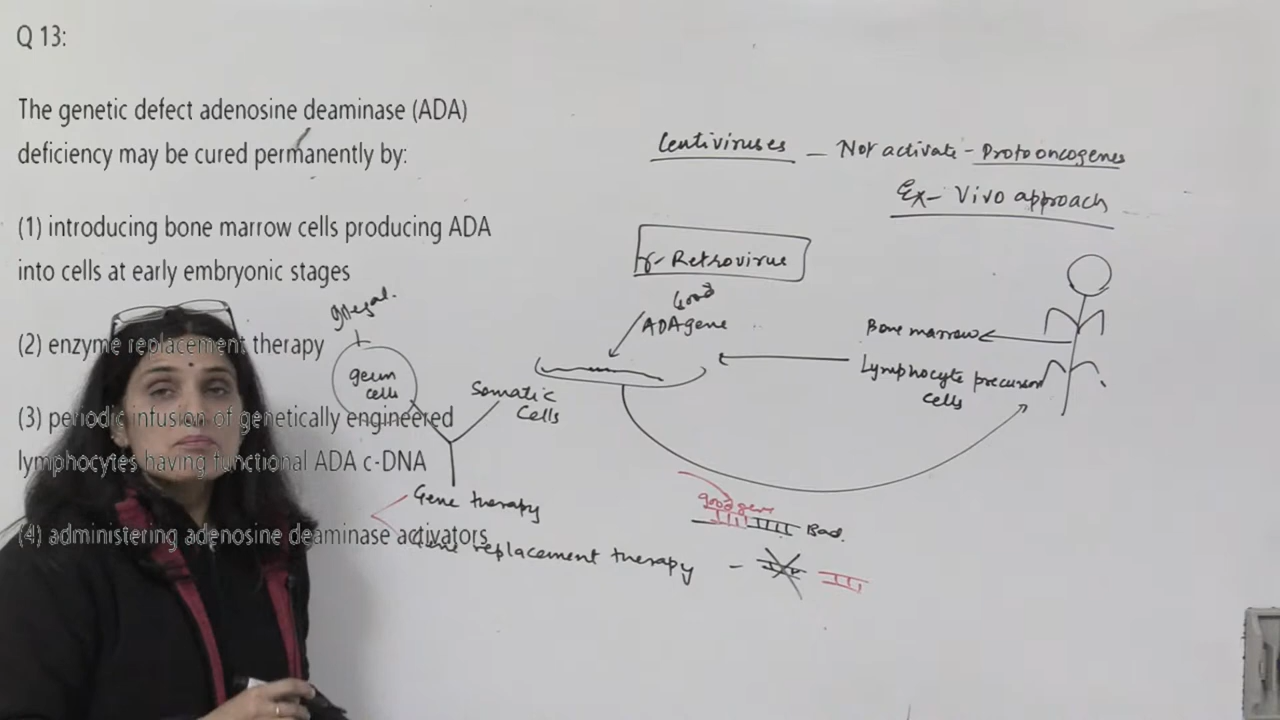 Q 13:
The genetic defect adenosine deaminase (ADA)
deficiency may be cured permanently by:
(1) introducing bone marrow cells producing ADA
into cells at early embryonic stages
(2) enzyme replacement therapy
(3) periodic infusion of genetically engineered
lymphocytes having functional ADA c-DNA
(4) administering adenosine deaminase activators
Lentiviruses - Not activate - Protooncogenes
Ex-Vivo approach
γ-Retrovirus
Good
ADA gene
Bone marrow
Lymphocyte precursor
cells
germ
cells
Somatic
Cells
Gene therapy
good gene
Bad.
Gene replacement therapy -